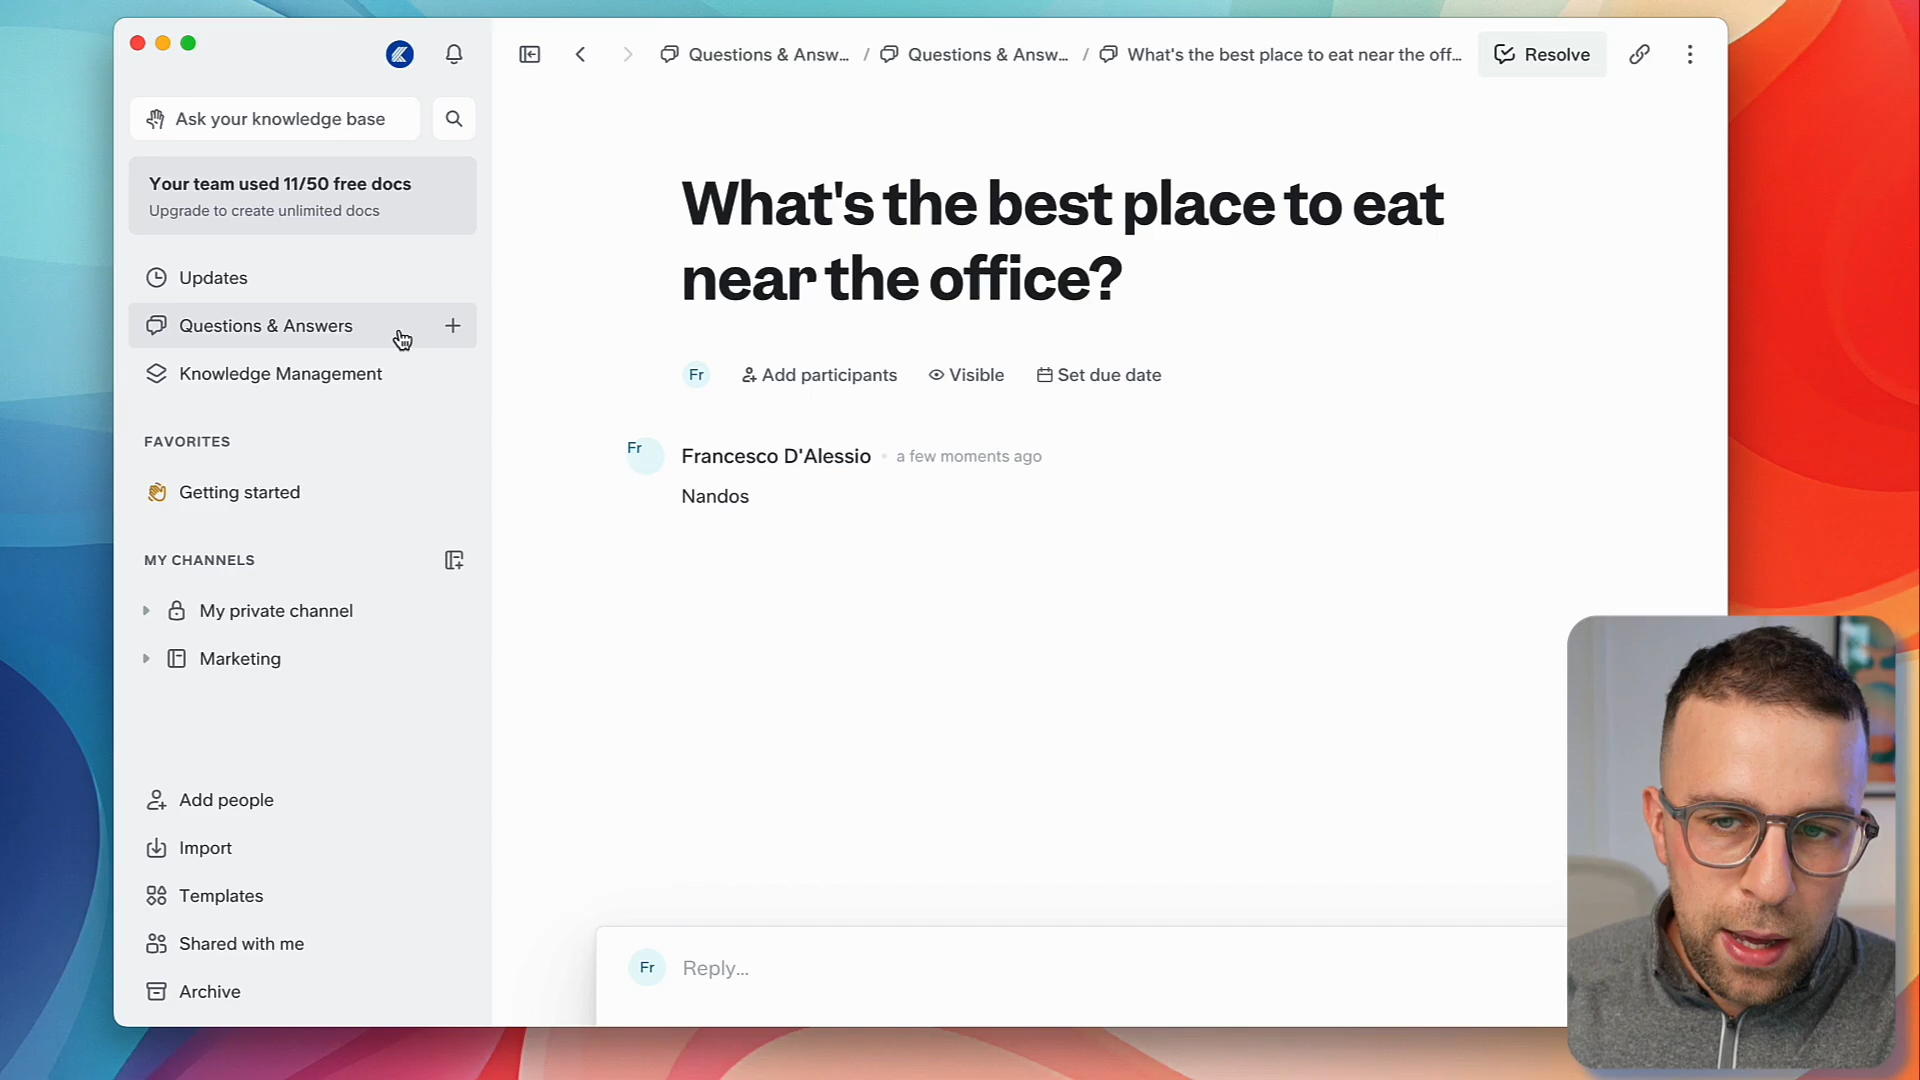 Ask your knowledge base
Your team used 11/50 free docs
Upgrade to create unlimited docs
Updates
Questions & Answers
Knowledge Management
FAVORITES
Getting started
MY CHANNELS
My private channel
Marketing
Add people
Import
Templates
Shared with me
Archive
Questions & Answ... / Questions & Answ... / What's the best place to eat near the off...
Resolve
What's the best place to eat
near the office?
Fr Add participants Visible Set due date
Fr Francesco D'Alessio • a few moments ago
Nandos
Fr Reply...